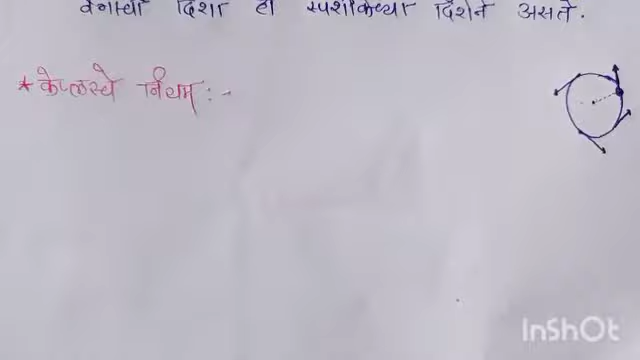 वेगाची दिशा ही स्पर्शिकेच्या दिशेने असते.
* केप्लरचे नियम :-
InShOt